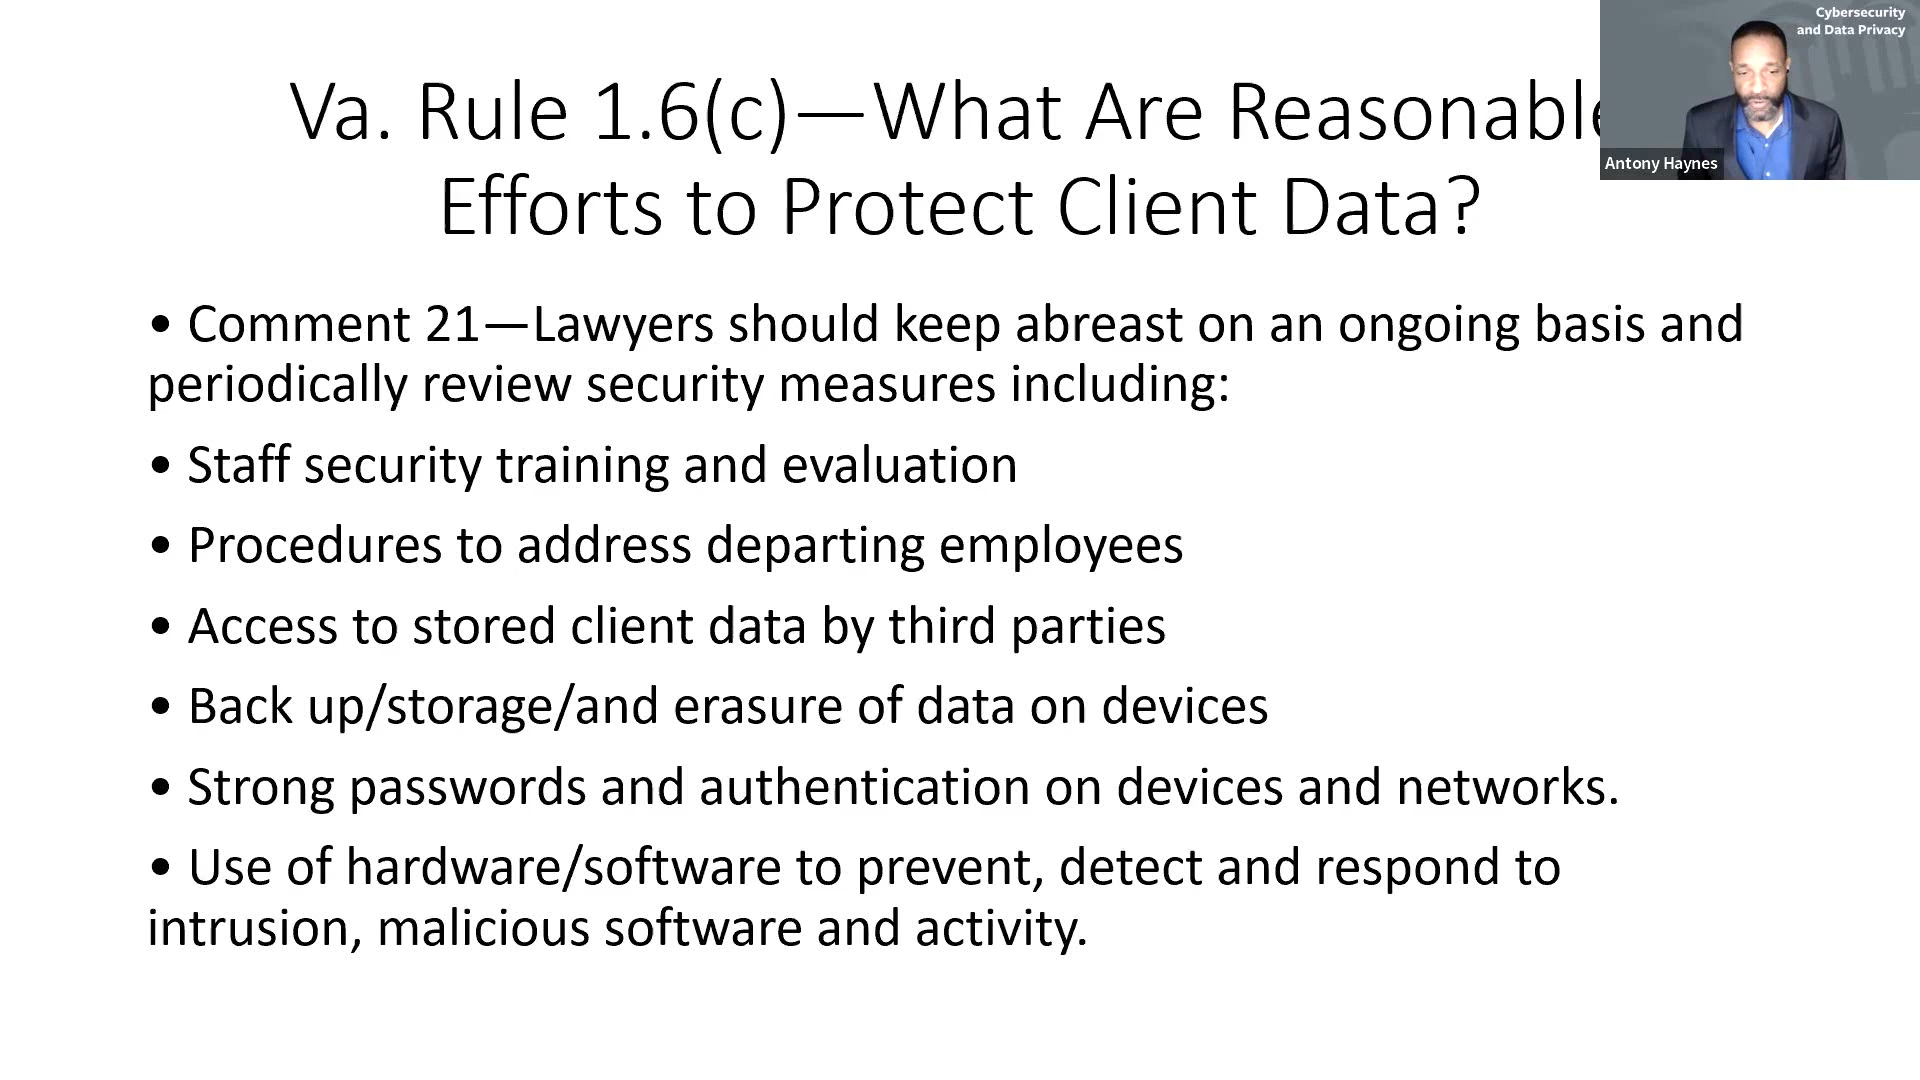 Cybersecurity
and Data Privacy
Antony Haynes
Va. Rule 1.6(c)—What Are Reasonable
Efforts to Protect Client Data?
• Comment 21—Lawyers should keep abreast on an ongoing basis and
periodically review security measures including:
• Staff security training and evaluation
• Procedures to address departing employees
• Access to stored client data by third parties
• Back up/storage/and erasure of data on devices
• Strong passwords and authentication on devices and networks.
• Use of hardware/software to prevent, detect and respond to
intrusion, malicious software and activity.